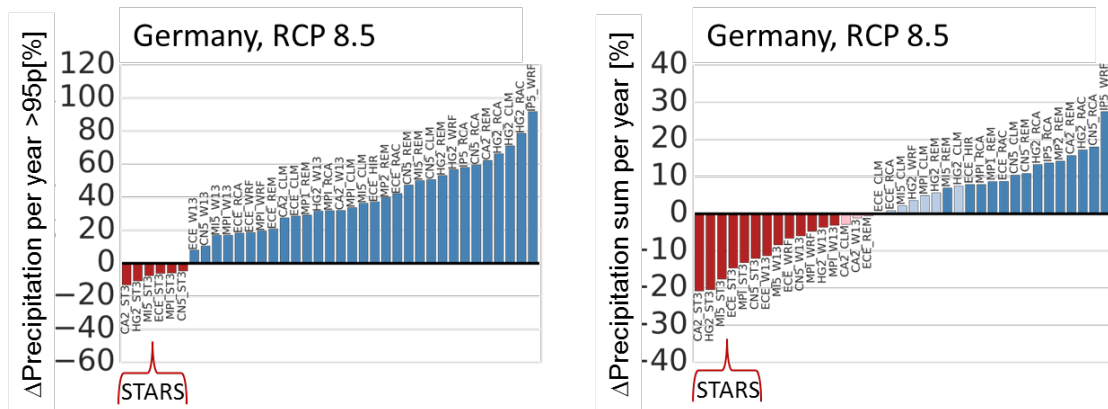 Germany, RCP 8.5
ΔPrecipitation per year >95p[%]
120
100
80
60
40
20
0
−20
−40
−60
CA2_ST3
HG2_ST3
MI5_ST3
ECE_ST3
MPI_ST3
CN5_ST3
ECE_W13
CN5_W13
MI5_W13
MPI_W13
ECE_RCA
ECE_WRF
MPI_WRF
ECE_REM
CA2_CLM
ECE_CLM
MP1_REM
HG2_W13
MPI_RCA
CA2_W13
MPI_CLM
MI5_CLM
ECE_HIR
MP2_REM
ECE_RAC
CN5_REM
MI5_REM
CN5_CLM
HG2_REM
HG2_WRF
IP5_RCA
CN5_RCA
CA2_REM
HG2_RCA
HG2_CLM
HG2_RAC
IP5_WRF
STARS
Germany, RCP 8.5
ΔPrecipitation sum per year [%]
40
30
20
10
0
−10
−20
−30
−40
CA2_ST3
HG2_ST3
MI5_ST3
ECE_ST3
MPI_ST3
CN5_ST3
ECE_W13
MI5_W13
ECE_WRF
CN5_W13
MPI_WRF
HG2_W13
MPI_W13
CA2_CLM
CA2_W13
ECE_REM
ECE_CLM
ECE_RCA
MI5_CLM
HG2_WRF
MPI_CLM
HG2_REM
MI5_REM
HG2_CLM
ECE_HIR
MPI_RCA
MP1_REM
ECE_RAC
CN5_CLM
CN5_REM
HG2_RCA
IP5_RCA
MP2_REM
CA2_REM
HG2_RAC
CN5_RCA
IP5_WRF
STARS